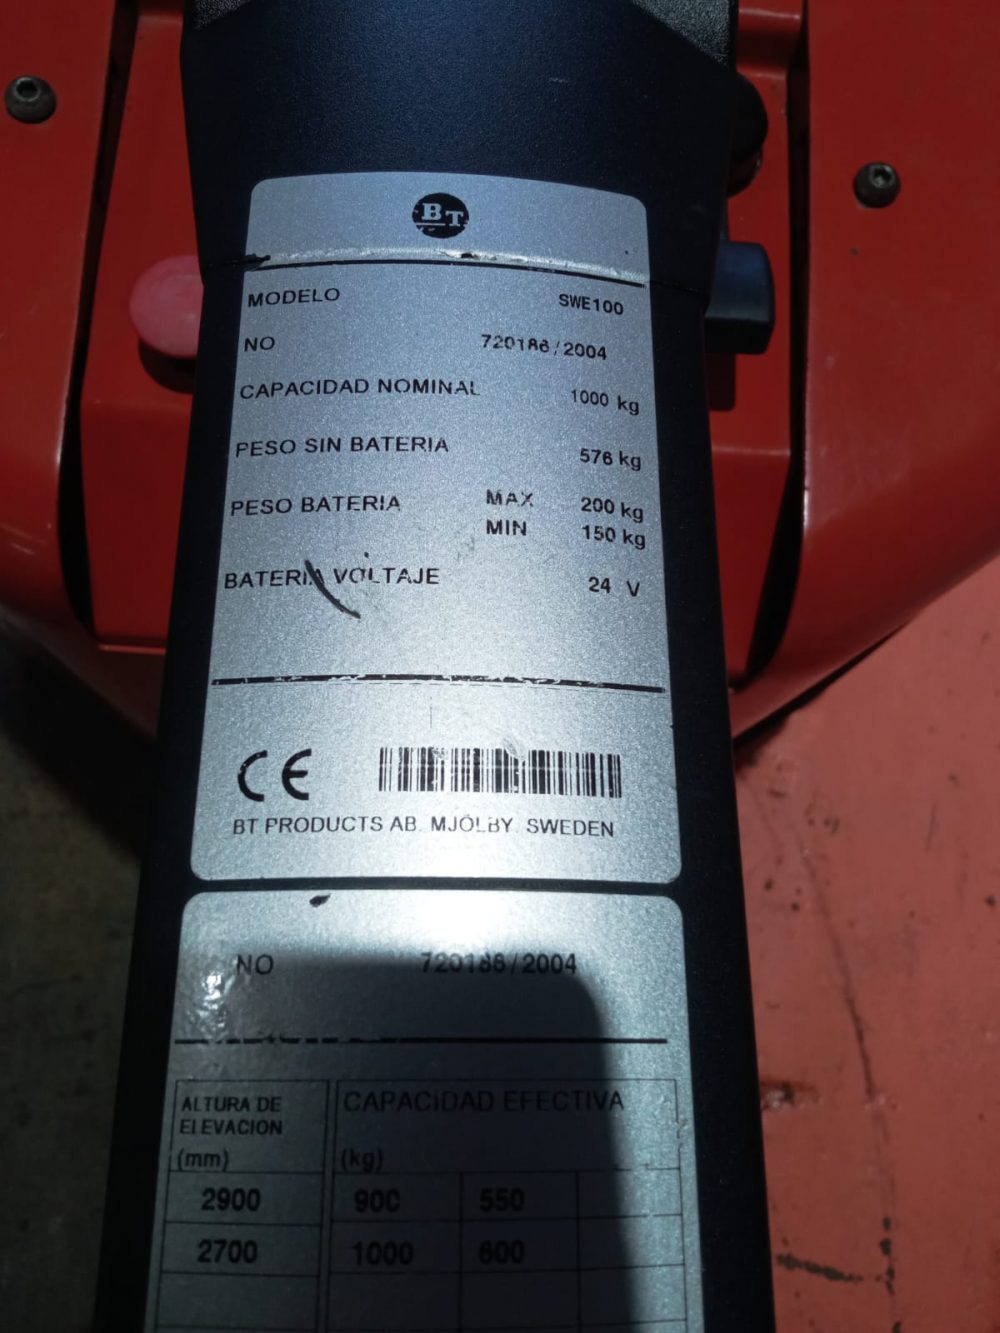 BT
MODELO SWE100
NO 720186/2004
CAPACIDAD NOMINAL 1000 kg
PESO SIN BATERIA 576 kg
PESO BATERIA MAX 200 kg
MIN 150 kg
BATERIA VOLTAJE 24 V
CE
BT PRODUCTS AB. MJÖLBY. SWEDEN
NO 720186/2004
ALTURA DE ELEVACION (mm) CAPACIDAD EFECTIVA (kg)
2900 900 550
2700 1000 600